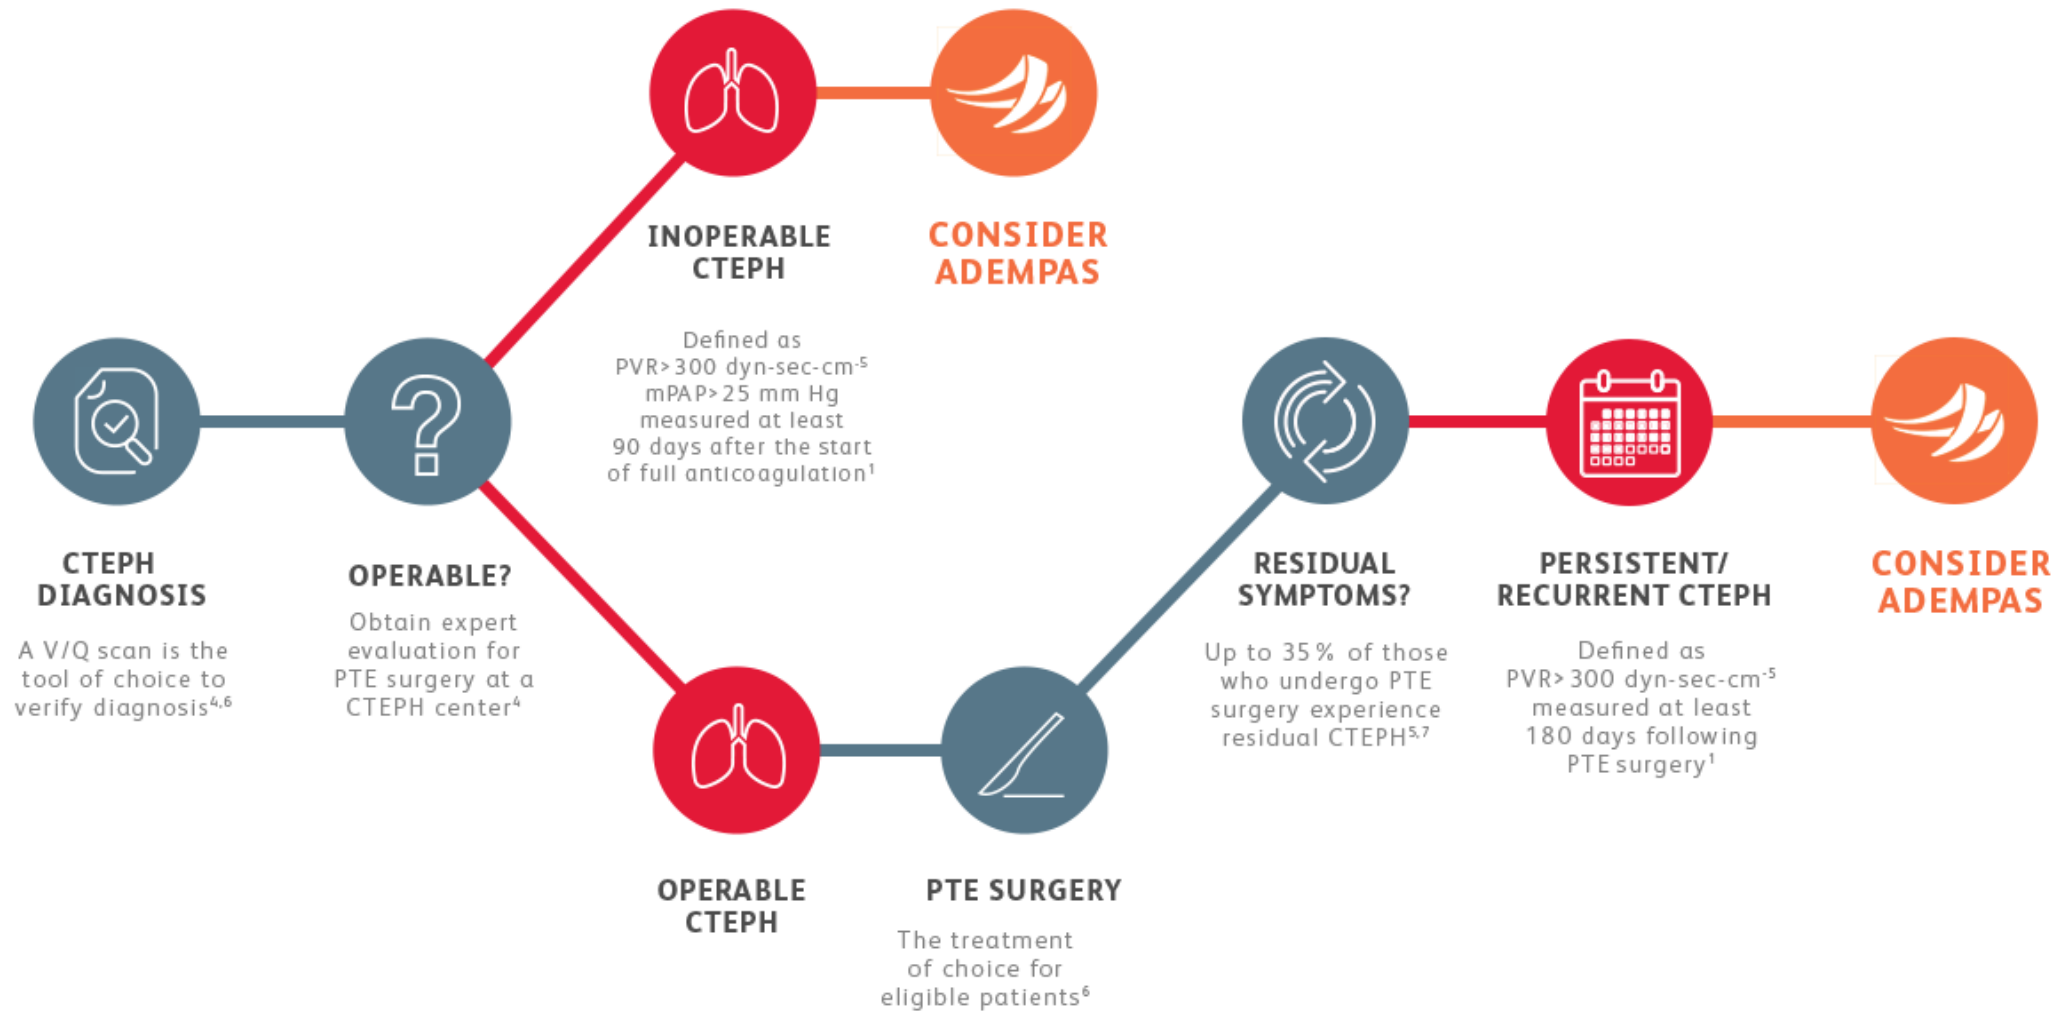 INOPERABLE
CTEPH
Defined as
PVR>300 dyn-sec-cm⁻⁵
mPAP>25 mm Hg
measured at least
90 days after the start
of full anticoagulation¹
CONSIDER
ADEMPAS
CTEPH
DIAGNOSIS
A V/Q scan is the
tool of choice to
verify diagnosis⁴,⁶
OPERABLE?
Obtain expert
evaluation for
PTE surgery at a
CTEPH center⁴
OPERABLE
CTEPH
PTE SURGERY
The treatment
of choice for
eligible patients⁶
RESIDUAL
SYMPTOMS?
Up to 35% of those
who undergo PTE
surgery experience
residual CTEPH⁵,⁷
PERSISTENT/
RECURRENT CTEPH
Defined as
PVR>300 dyn-sec-cm⁻⁵
measured at least
180 days following
PTE surgery¹
CONSIDER
ADEMPAS